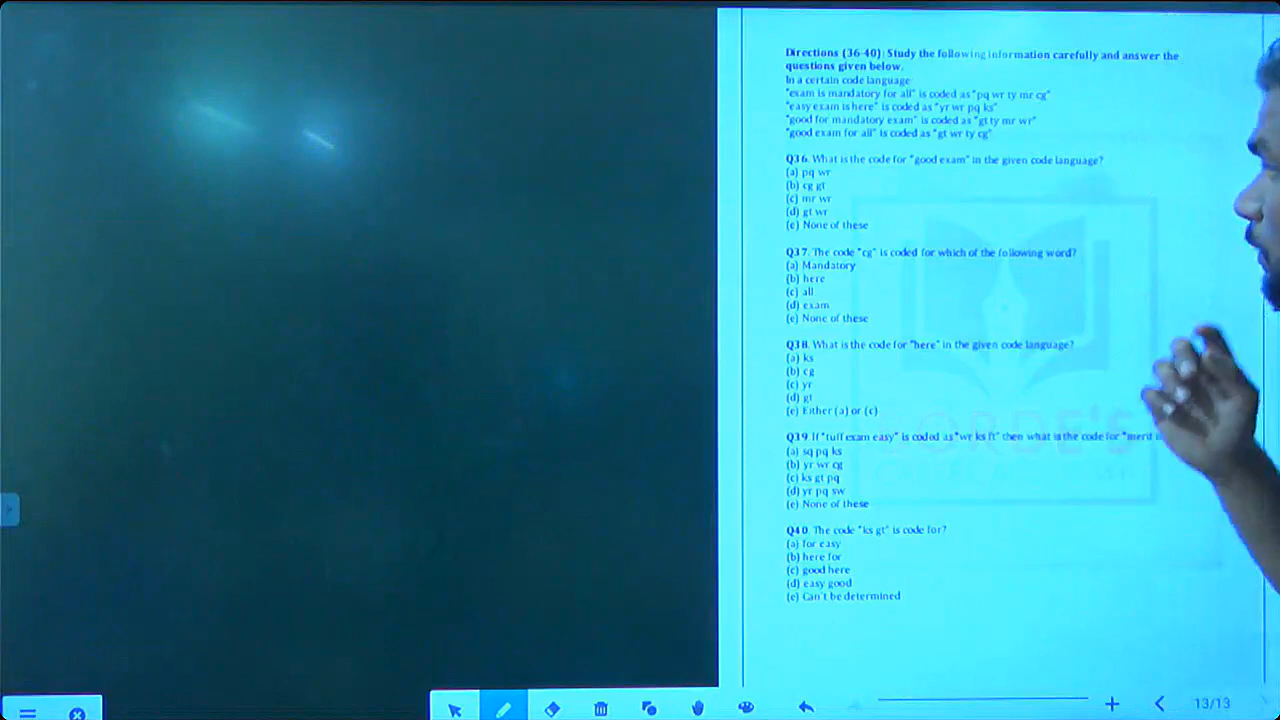 Directions (36-40): Study the following information carefully and answer the
questions given below.
In a certain code language
"exam is mandatory for all" is coded as "pq wr ty mr cg"
"easy exam is here" is coded as "yr wr pq ks"
"good for mandatory exam" is coded as "gt ty mr wr"
"good exam for all" is coded as "gt wr ty cg"
Q36. What is the code for "good exam" in the given code language?
(a) pq wr
(b) cg gt
(c) mr wr
(d) gt wr
(e) None of these
Q37. The code "cg" is coded for which of the following word?
(a) Mandatory
(b) here
(c) all
(d) exam
(e) None of these
Q38. What is the code for "here" in the given code language?
(a) ks
(b) cg
(c) yr
(d) gt
(e) Either (a) or (c)
Q39. If "tuff exam easy" is coded as "wr ks ft" then what is the code for "merit
(a) sq pq ks
(b) yr wr cg
(c) ks gt pq
(d) yr pq sw
(e) None of these
Q40. The code "ks gt" is code for?
(a) for easy
(b) here for
(c) good here
(d) easy good
(e) Can't be determined
13/13